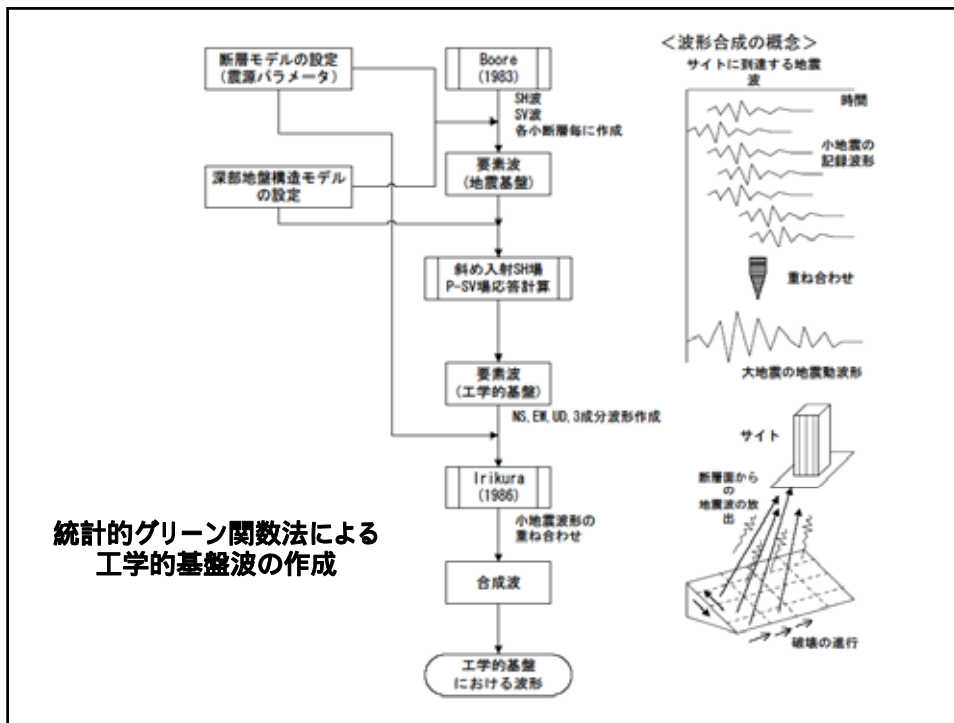 断層モデルの設定
(震源パラメータ)
Boore
(1983)
SH波
SV波
各小断層毎に作成
深部地盤構造モデル
の設定
要素波
(地震基盤)
斜め入射SH場
P-SV場応答計算
要素波
(工学的基盤)
NS,EW,UD,3成分波形作成
Irikura
(1986)
小地震波形の
重ね合わせ
合成波
工学的基盤
における波形
統計的グリーン関数法による
工学的基盤波の作成
＜波形合成の概念＞
サイトに到達する地震
波
時間
小地震の
記録波形
重ね合わせ
大地震の地震動波形
サイト
断層面から
の
地震波の放
出
破壊の進行